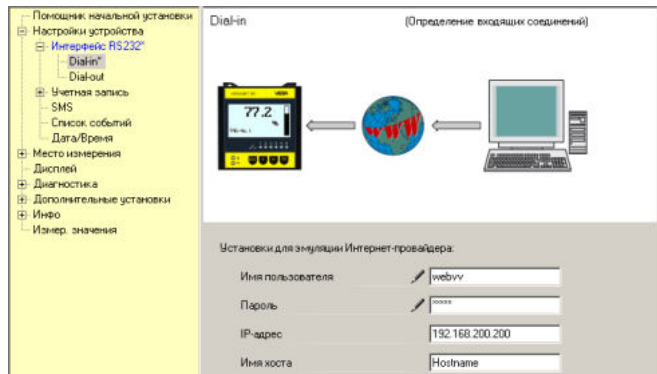 Помощник начальной установки
Настройки устройства
Интерфейс RS232*
Dial-in*
Dial-out
Учетная запись
SMS
Список событий
Дата/Время
Место измерения
Дисплей
Диагностика
Дополнительные установки
Инфо
Измер. значения
Dial-in
(Определение входящих соединений)
VEGA
77.2
%
WWW
Установки для эмуляции Интернет-провайдера:
Имя пользователя
webvv
Пароль
****
IP-адрес
192.168.200.200
Имя хоста
Hostname